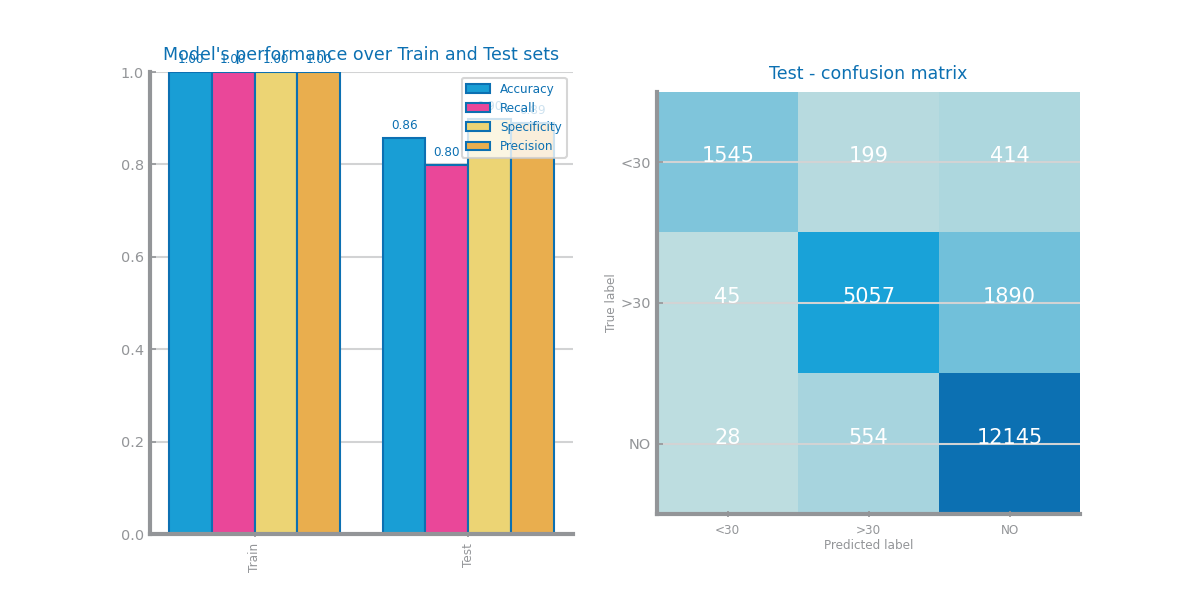 Model's performance over Train and Test sets
1.00 1.00 1.00 1.00
1.0
0.8
0.6
0.4
0.2
0.0
0.86
0.80
Accuracy
Recall
Specificity
Precision
Train
Test
Test - confusion matrix
True label
<30
>30
NO
1545 199 414
45 5057 1890
28 554 12145
<30 >30 NO
Predicted label